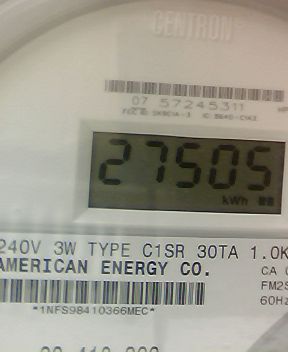 CENTRON®
07 57245311
27505
kWh
240V 3W TYPE C1SR 30TA 1.0K
AMERICAN ENERGY CO.
CA
FM2S
60Hz
*1NFS98410366MEC*